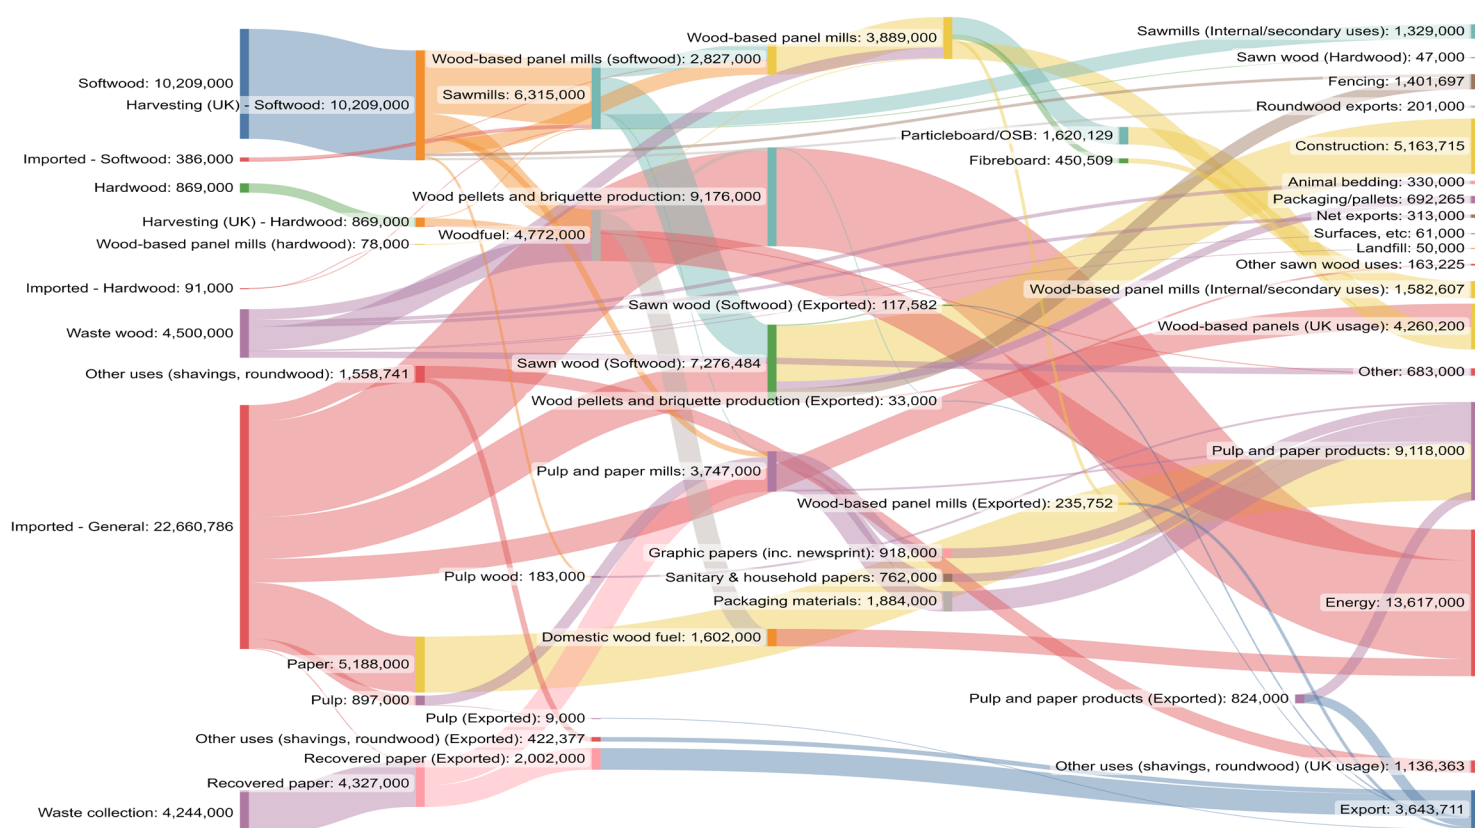 Softwood: 10,209,000
Harvesting (UK) - Softwood: 10,209,000
Imported - Softwood: 386,000
Hardwood: 869,000
Harvesting (UK) - Hardwood: 869,000
Wood-based panel mills (hardwood): 78,000
Imported - Hardwood: 91,000
Waste wood: 4,500,000
Other uses (shavings, roundwood): 1,558,741
Imported - General: 22,660,786
Paper: 5,188,000
Pulp: 897,000
Recovered paper: 4,327,000
Waste collection: 4,244,000
Wood-based panel mills (softwood): 2,827,000
Sawmills: 6,315,000
Wood pellets and briquette production: 9,176,000
Woodfuel: 4,772,000
Sawn wood (Softwood): 7,276,484
Pulp and paper mills: 3,747,000
Pulp wood: 183,000
Domestic wood fuel: 1,602,000
Pulp (Exported): 9,000
Other uses (shavings, roundwood) (Exported): 422,377
Recovered paper (Exported): 2,002,000
Wood-based panel mills: 3,889,000
Particleboard/OSB: 1,620,129
Fibreboard: 450,509
Sawn wood (Softwood) (Exported): 117,582
Wood pellets and briquette production (Exported): 33,000
Wood-based panel mills (Exported): 235,752
Graphic papers (inc. newsprint): 918,000
Sanitary & household papers: 762,000
Packaging materials: 1,884,000
Pulp and paper products (Exported): 824,000
Sawmills (Internal/secondary uses): 1,329,000
Sawn wood (Hardwood): 47,000
Fencing: 1,401,697
Roundwood exports: 201,000
Construction: 5,163,715
Animal bedding: 330,000
Packaging/pallets: 692,265
Net exports: 313,000
Surfaces, etc: 61,000
Landfill: 50,000
Other sawn wood uses: 163,225
Wood-based panel mills (Internal/secondary uses): 1,582,607
Wood-based panels (UK usage): 4,260,200
Other: 683,000
Pulp and paper products: 9,118,000
Energy: 13,617,000
Other uses (shavings, roundwood) (UK usage): 1,136,363
Export: 3,643,711